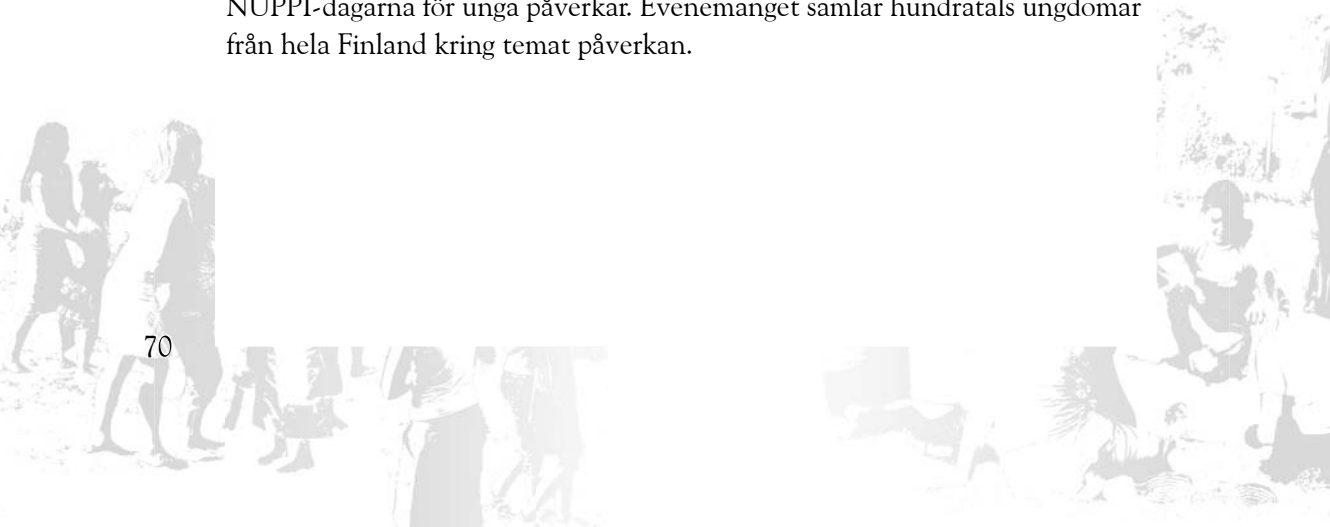 NUPPI-dagarna för unga påverkar. Evenemanget samlar hundratals ungdomar
från hela Finland kring temat påverkan.
70